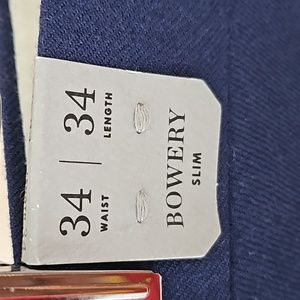 34 | 34
WAIST LENGTH
BOWERY
SLIM